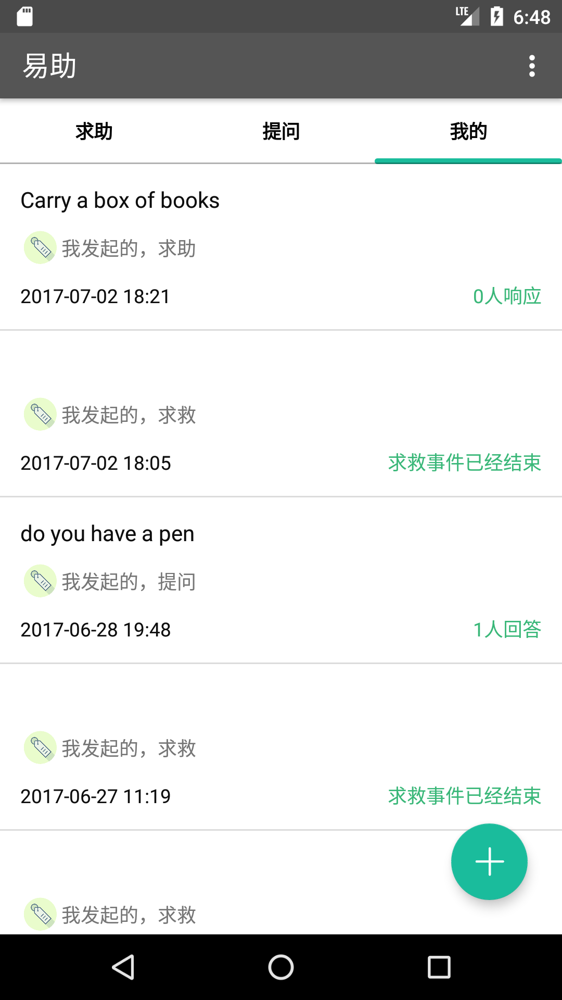 LTE 6:48
易助
求助 提问 我的
Carry a box of books
我发起的，求助
2017-07-02 18:21 0人响应
我发起的，求救
2017-07-02 18:05 求救事件已经结束
do you have a pen
我发起的，提问
2017-06-28 19:48 1人回答
我发起的，求救
2017-06-27 11:19 求救事件已经结束
我发起的，求救